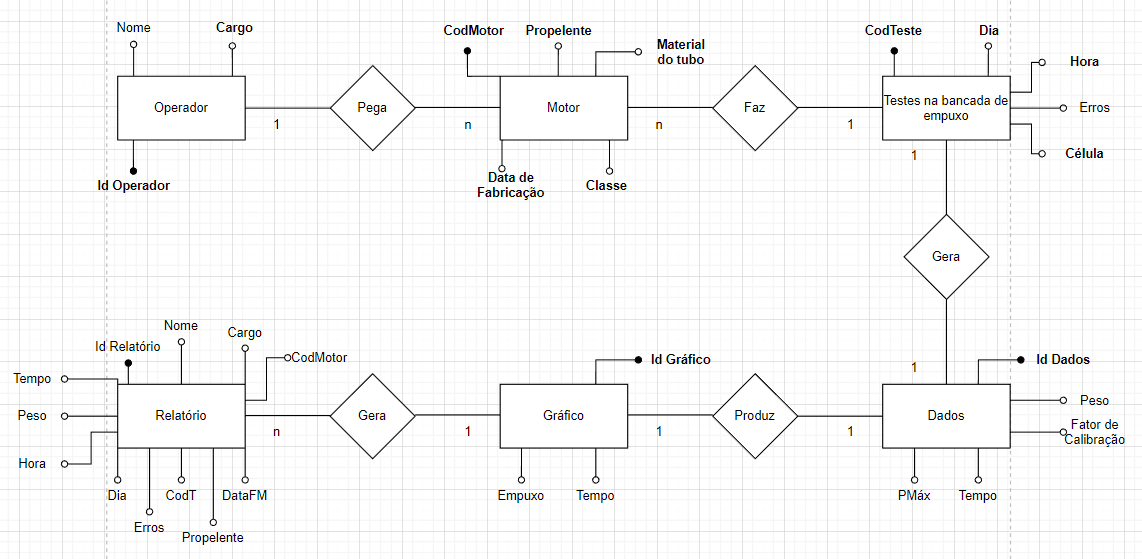 Nome
Cargo
CodMotor
Propelente
Material
do tubo
CodTeste
Dia
Hora
Operador
Pega
Motor
Faz
Testes na bancada de
empuxo
Erros
1
n
n
1
Célula
1
Id Operador
Data de
Fabricação
Classe
Gera
Nome
Id Relatório
Cargo
CodMotor
Id Gráfico
1
Id Dados
Tempo
Peso
Relatório
Gera
Gráfico
Produz
Dados
Peso
Fator de
Calibração
n
1
1
1
Hora
Dia
CodT
DataFM
Empuxo
Tempo
PMáx
Tempo
Erros
Propelente